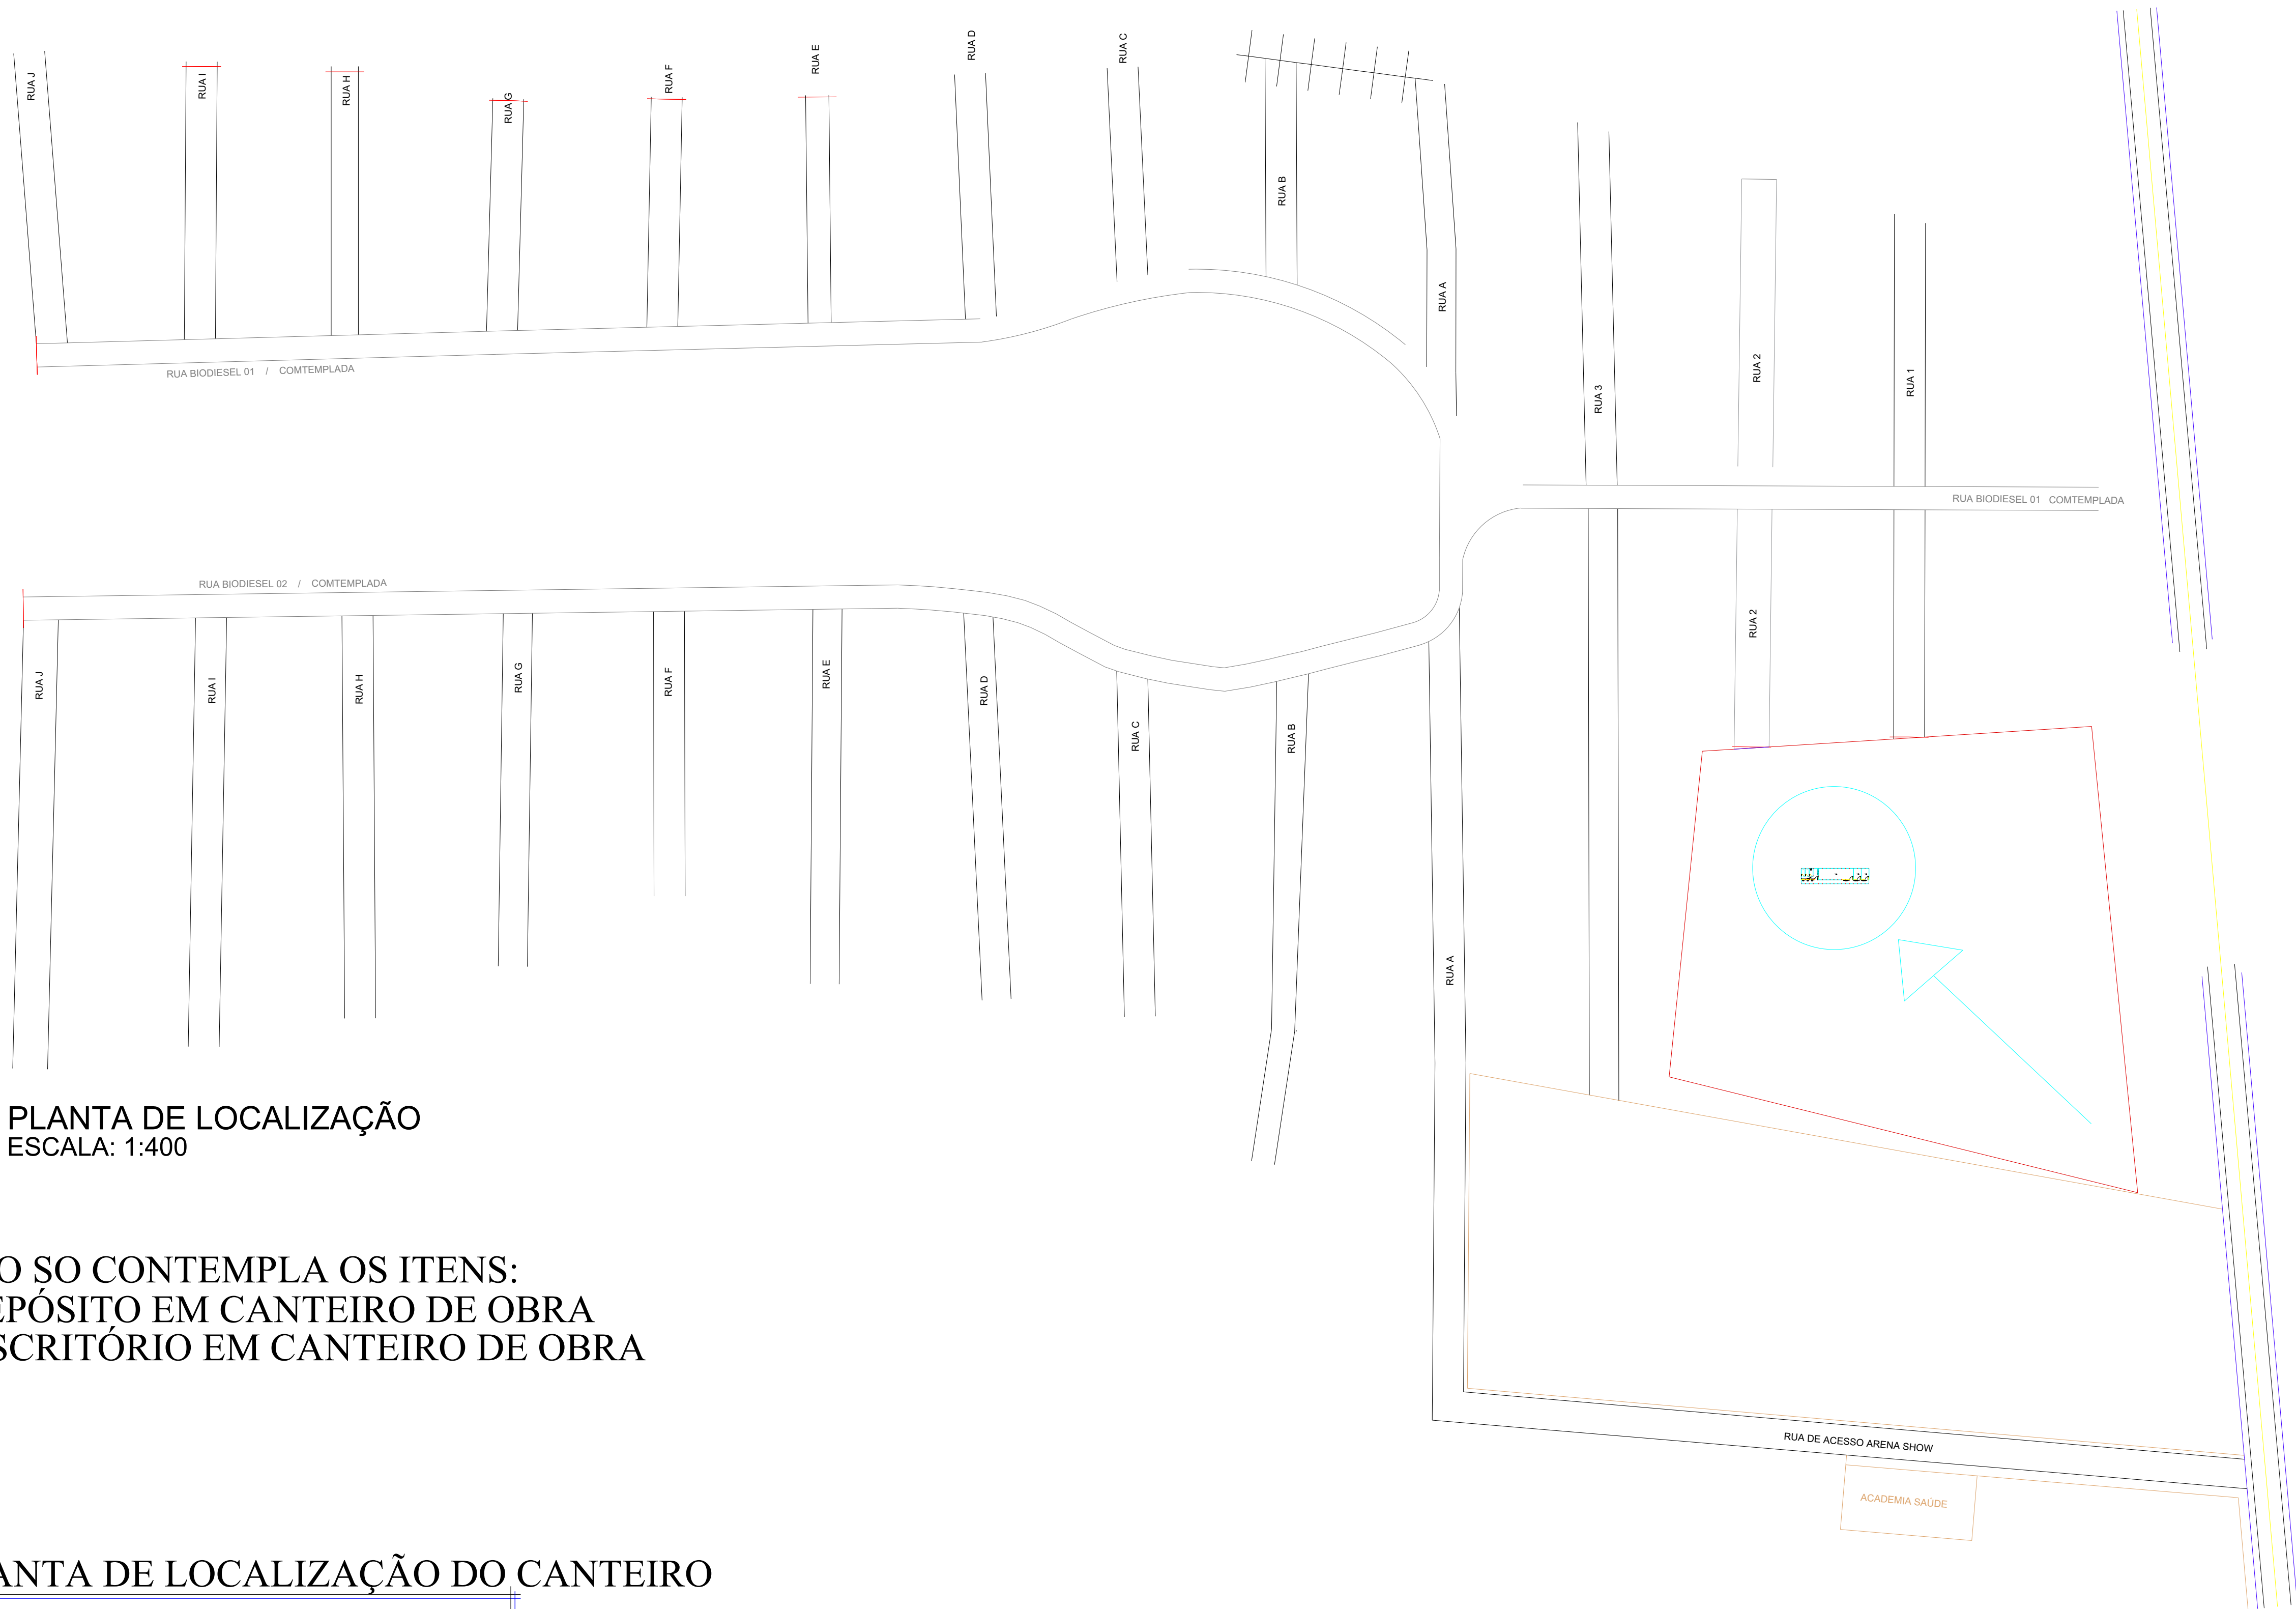 RUA J
RUA I
RUA H
RUA G
RUA F
RUA E
RUA D
RUA C
RUA B
RUA A
RUA 3
RUA 2
RUA 1
RUA BIODIESEL 01 / COMTEMPLADA
RUA BIODIESEL 01 COMTEMPLADA
RUA BIODIESEL 02 / COMTEMPLADA
RUA J
RUA I
RUA H
RUA G
RUA F
RUA E
RUA D
RUA C
RUA B
RUA A
RUA 2
PLANTA DE LOCALIZAÇÃO
ESCALA: 1:400
O SO CONTEMPLA OS ITENS:
EPÓSITO EM CANTEIRO DE OBRA
SCRITÓRIO EM CANTEIRO DE OBRA
RUA DE ACESSO ARENA SHOW
ACADEMIA SAÚDE
ANTA DE LOCALIZAÇÃO DO CANTEIRO